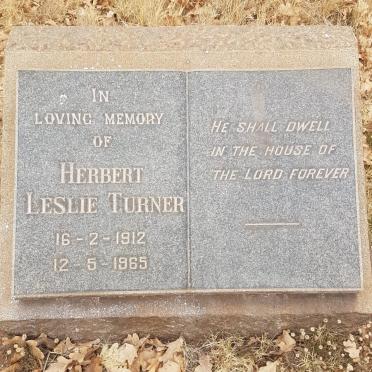 IN
LOVING MEMORY
OF
HERBERT
LESLIE TURNER
16-2-1912
12-5-1965
HE SHALL DWELL
IN THE HOUSE OF
THE LORD FOREVER